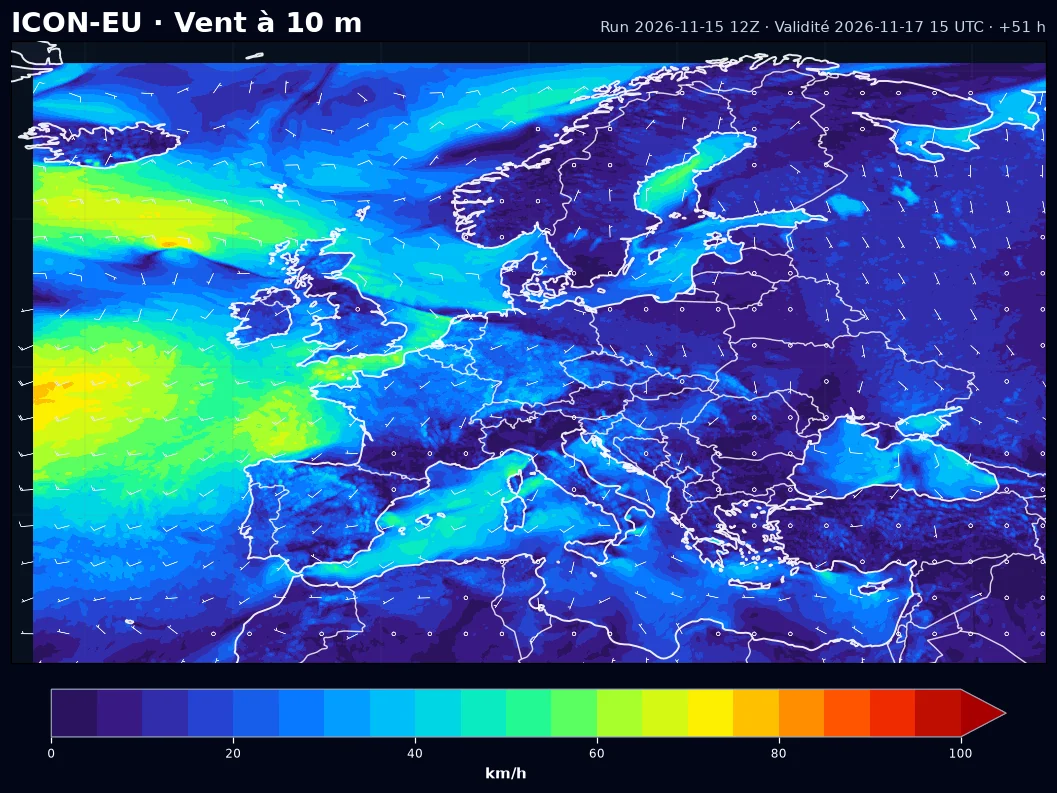 ICON-EU · Vent à 10 m
Run 2026-11-15 12Z · Validité 2026-11-17 15 UTC · +51 h
0 20 40 60 80 100
km/h